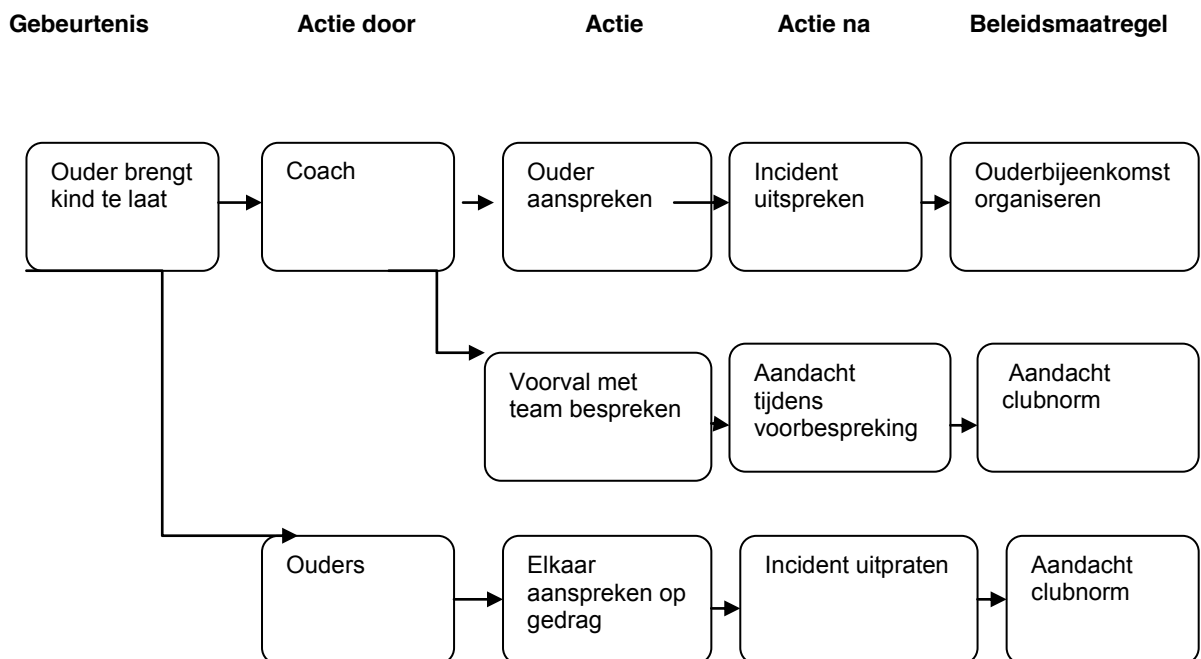 Gebeurtenis Actie door Actie Actie na Beleidsmaatregel
Ouder brengt
kind te laat
Coach
Ouder
aanspreken
Incident
uitspreken
Ouderbijeenkomst
organiseren
Voorval met
team bespreken
Aandacht
tijdens
voorbespreking
Aandacht
clubnorm
Ouders
Elkaar
aanspreken op
gedrag
Incident uitpraten
Aandacht
clubnorm